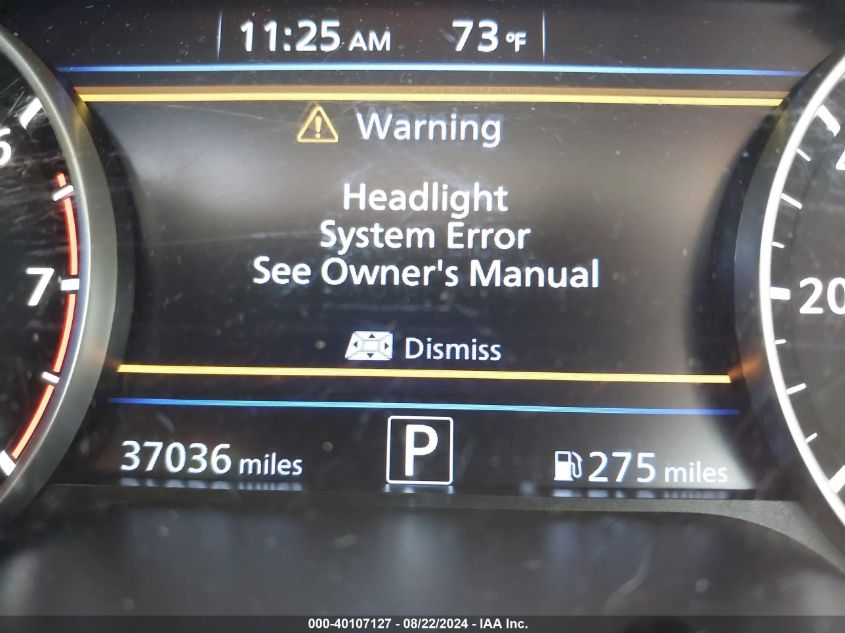 11:25 AM 73 °F
Warning
Headlight
System Error
See Owner's Manual
Dismiss
7
20
37036 miles P 275 miles
000-40107127 - 08/22/2024 - IAA Inc.